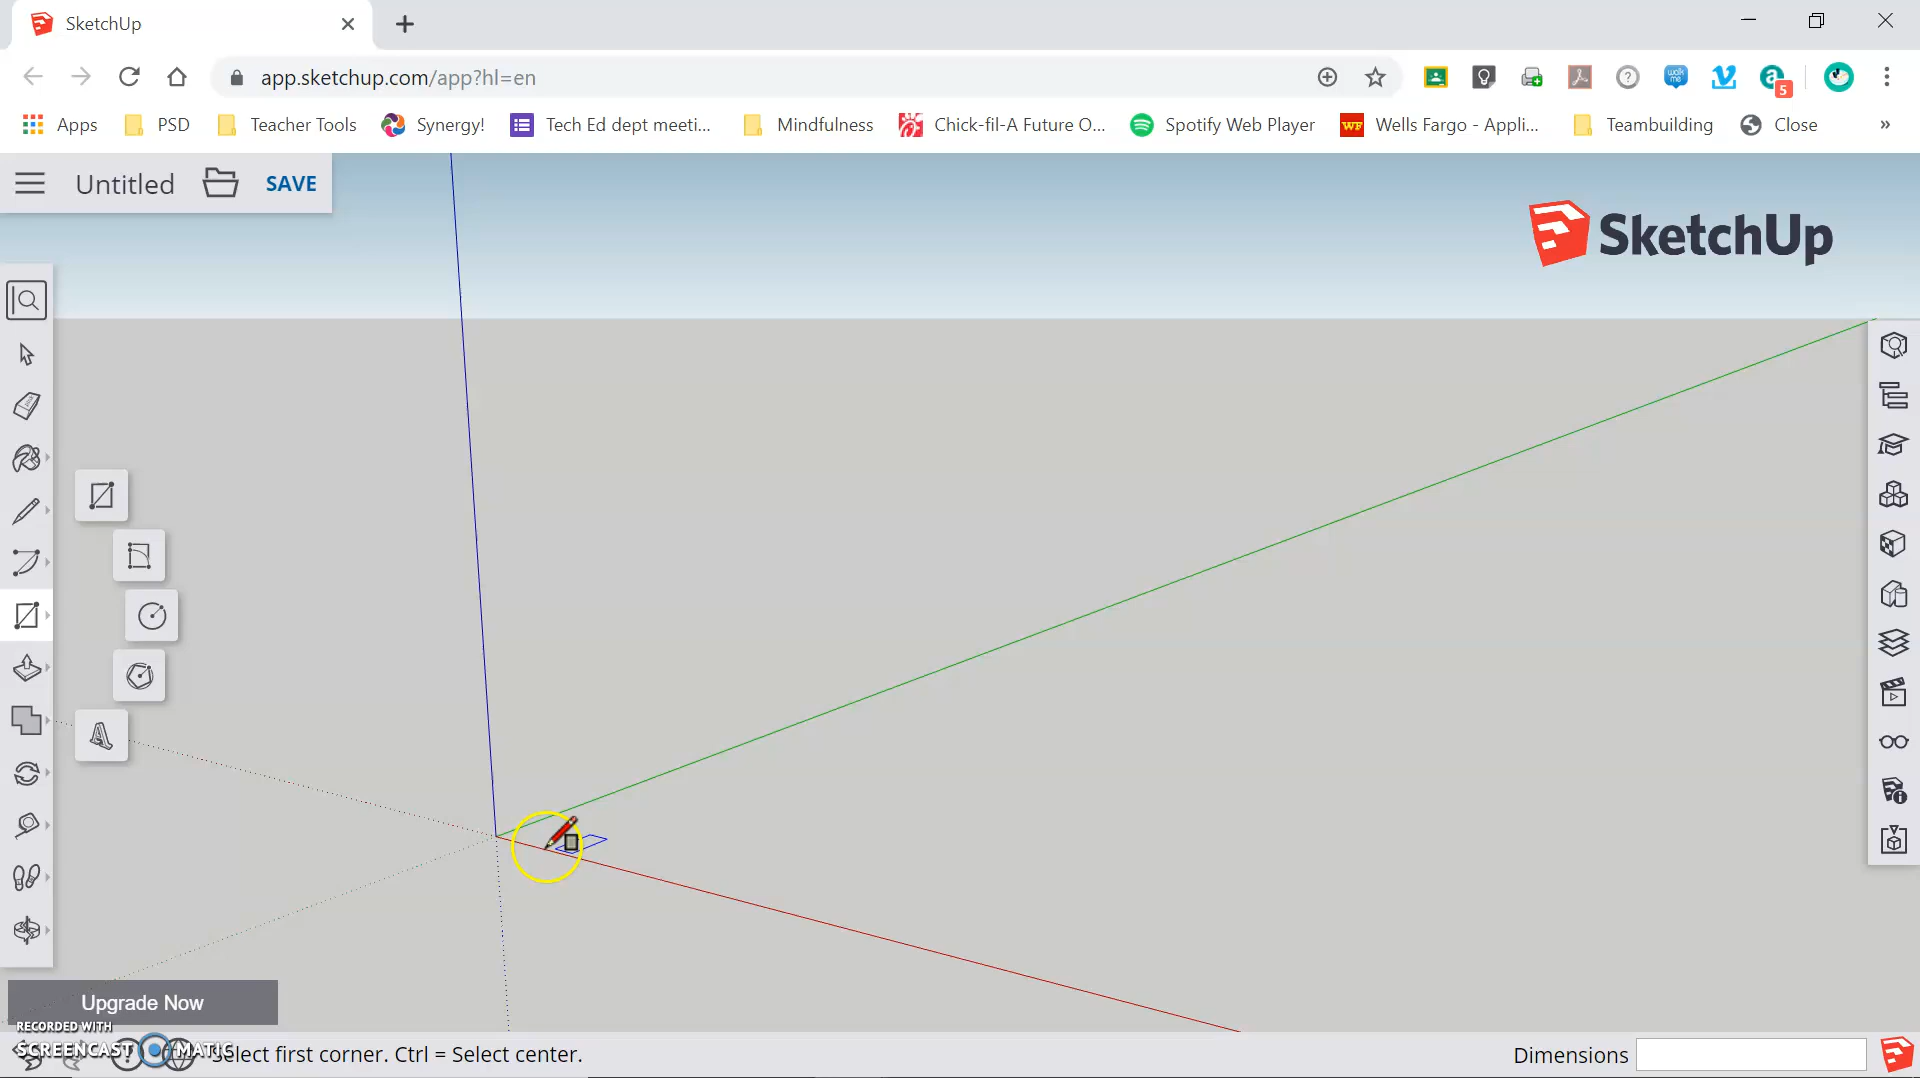 SketchUp
app.sketchup.com/app?hl=en
5
Apps PSD Teacher Tools Synergy! Tech Ed dept meeti... Mindfulness Chick-fil-A Future O... Spotify Web Player WF Wells Fargo - Appli... Teambuilding Close »
Untitled SAVE
SketchUp
Upgrade Now
RECORDED WITH
SCREENCAST MATIC
Select first corner. Ctrl = Select center.
Dimensions